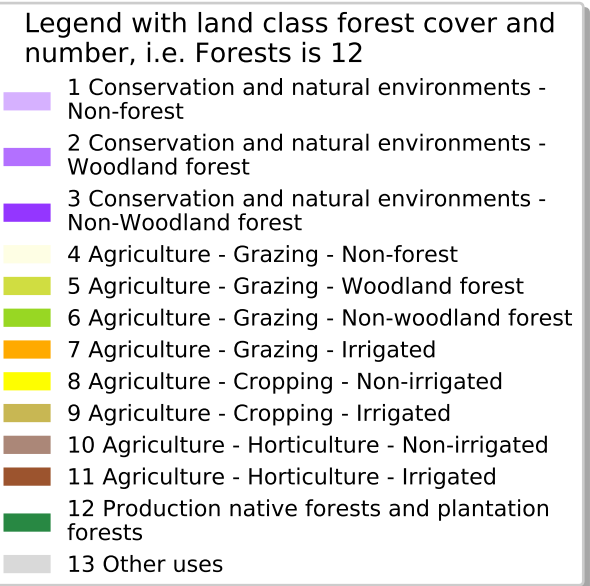 Legend with land class forest cover and
number, i.e. Forests is 12
1 Conservation and natural environments -
Non-forest
2 Conservation and natural environments -
Woodland forest
3 Conservation and natural environments -
Non-Woodland forest
4 Agriculture - Grazing - Non-forest
5 Agriculture - Grazing - Woodland forest
6 Agriculture - Grazing - Non-woodland forest
7 Agriculture - Grazing - Irrigated
8 Agriculture - Cropping - Non-irrigated
9 Agriculture - Cropping - Irrigated
10 Agriculture - Horticulture - Non-irrigated
11 Agriculture - Horticulture - Irrigated
12 Production native forests and plantation
forests
13 Other uses